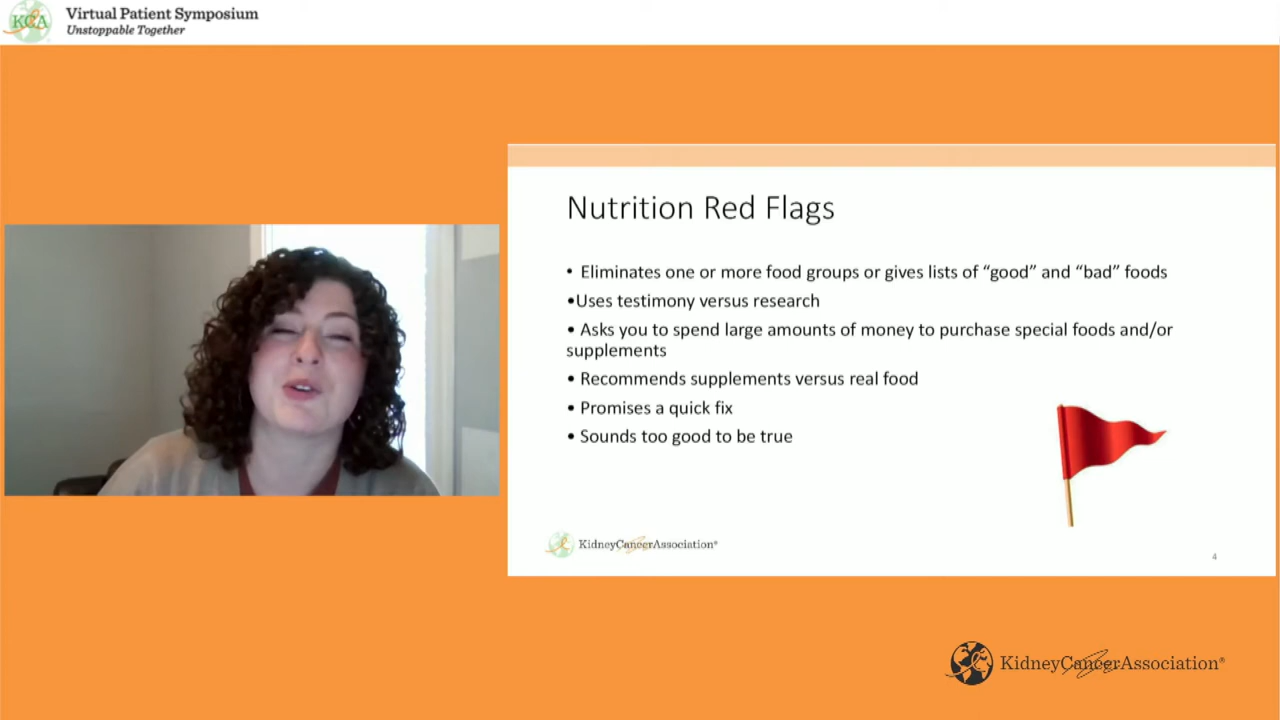 KCA
Virtual Patient Symposium
Unstoppable Together
Nutrition Red Flags
• Eliminates one or more food groups or gives lists of “good” and “bad” foods
•Uses testimony versus research
• Asks you to spend large amounts of money to purchase special foods and/or
supplements
• Recommends supplements versus real food
• Promises a quick fix
• Sounds too good to be true
KidneyCancerAssociation®
4
KidneyCancerAssociation®